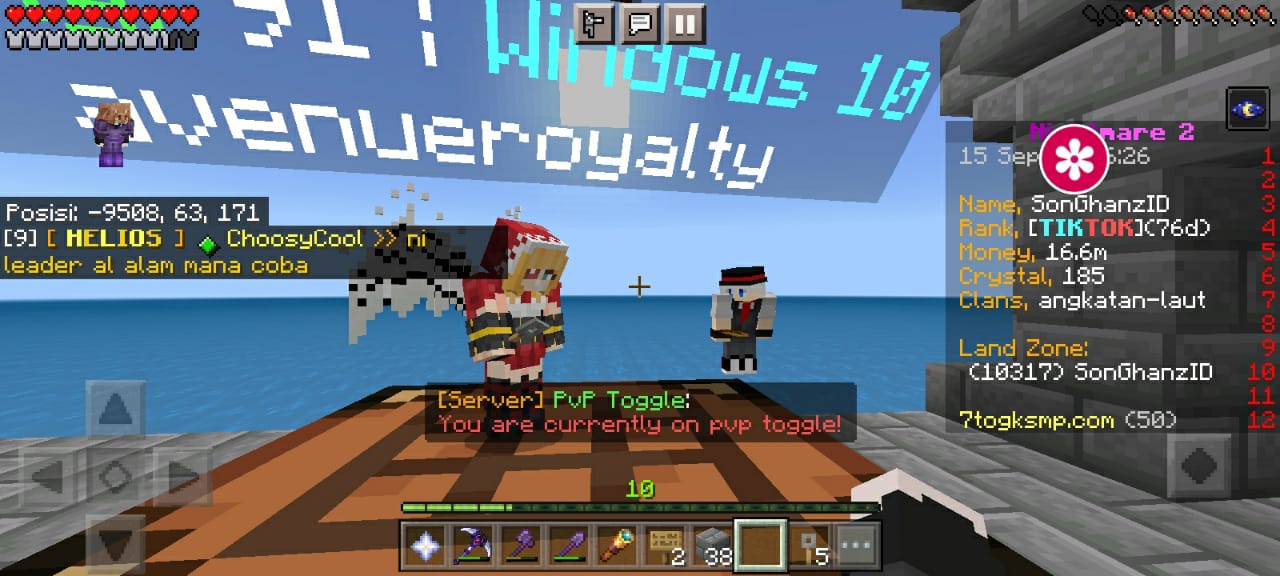 Windows 10
avenueroyalty
Posisi: -9508, 63, 171
[9] [ HELIOS ] ChoosyCool >> ni
leader al alam mana coba
15 Sep
Name, SonGhanzID
Rank, [TIKTOK](76d)
Money, 16.6m
Crystal, 185
Clans, angkatan-laut
Land Zone:
(10317) SonGhanzID
7togksmp.com (50)
1
2
3
4
5
6
7
8
9
10
11
12
[Server] PvP Toggle:
You are currently on pvp toggle!
10
2
38
5